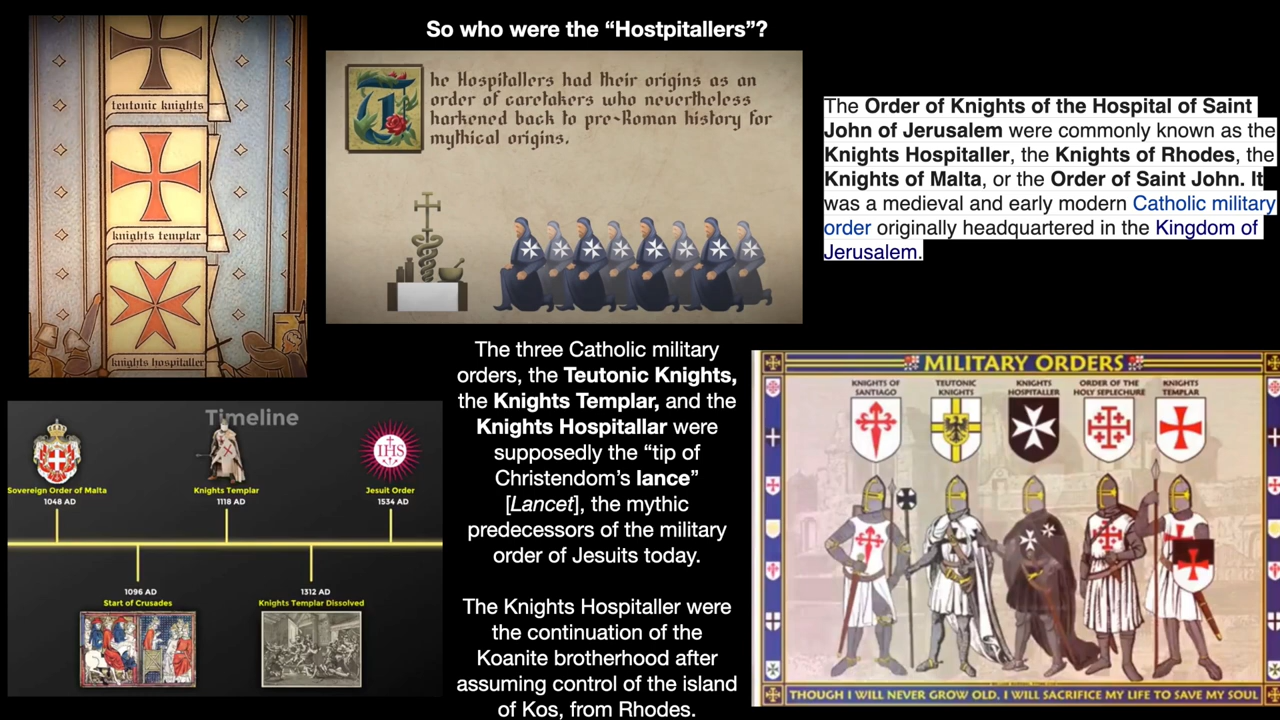 So who were the “Hostpitallers”?
teutonic knights
knights templar
knights hospitaller
The Hospitallers had their origins as an
order of caretakers who nevertheless
harkened back to pre-Roman history for
mythical origins.
The Order of Knights of the Hospital of Saint
John of Jerusalem were commonly known as the
Knights Hospitaller, the Knights of Rhodes, the
Knights of Malta, or the Order of Saint John. It
was a medieval and early modern Catholic military
order originally headquartered in the Kingdom of
Jerusalem.
Timeline
IHS
Sovereign Order of Malta
1048 AD
Knights Templar
1118 AD
Jesuit Order
1534 AD
1096 AD
Start of Crusades
1312 AD
Knights Templar Dissolved
The three Catholic military
orders, the Teutonic Knights,
the Knights Templar, and the
Knights Hospitallar were
supposedly the “tip of
Christendom’s lance”
[Lancet], the mythic
predecessors of the military
order of Jesuits today.
The Knights Hospitaller were
the continuation of the
Koanite brotherhood after
assuming control of the island
of Kos, from Rhodes.
MILITARY ORDERS
KNIGHTS OF
SANTIAGO
TEUTONIC
KNIGHTS
KNIGHTS
HOSPITALLER
ORDER OF THE
HOLY SEPLECHURE
KNIGHTS
TEMPLAR
THOUGH I WILL NEVER GROW OLD, I WILL SACRIFICE MY LIFE TO SAVE MY SOUL